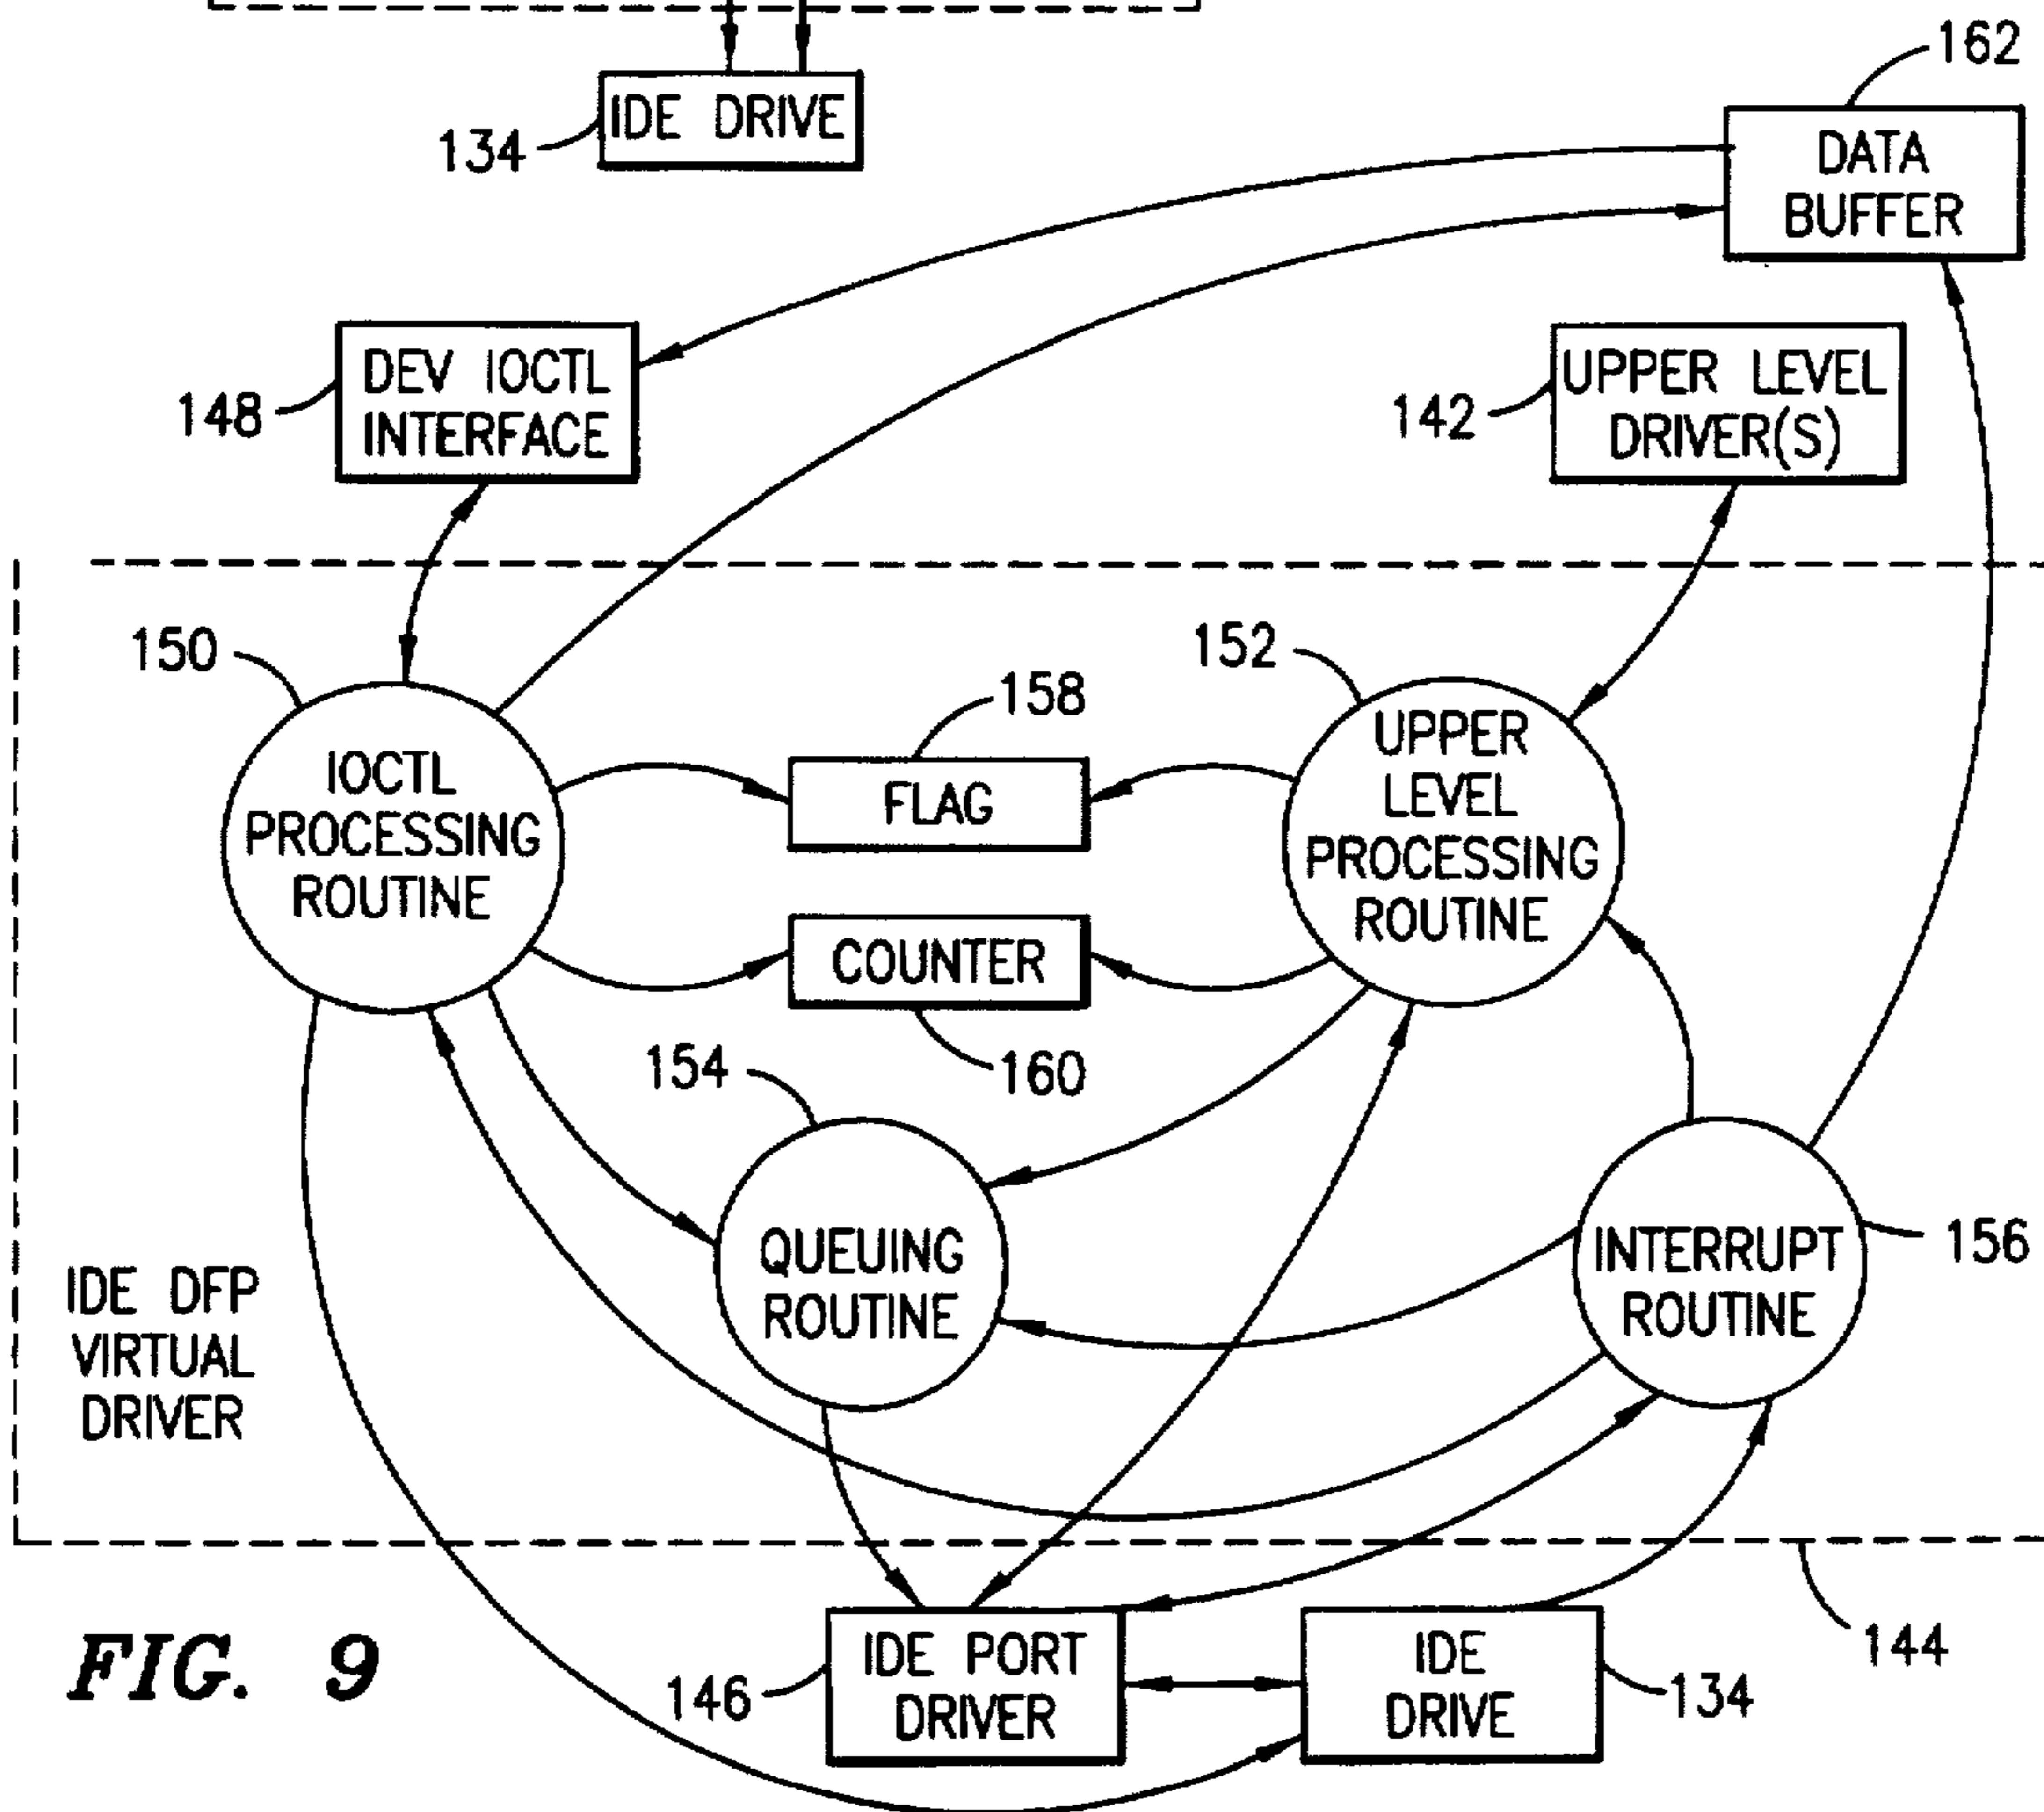 162
IDE DRIVE
134
DATA
BUFFER
DEV IOCTL
INTERFACE
148
UPPER LEVEL
DRIVER(S)
142
150
152
158
UPPER
LEVEL
PROCESSING
ROUTINE
IOCTL
PROCESSING
ROUTINE
FLAG
COUNTER
160
154
QUEUING
ROUTINE
INTERRUPT
ROUTINE
156
IDE DFP
VIRTUAL
DRIVER
FIG. 9
IDE PORT
DRIVER
146
IDE
DRIVE
134
144